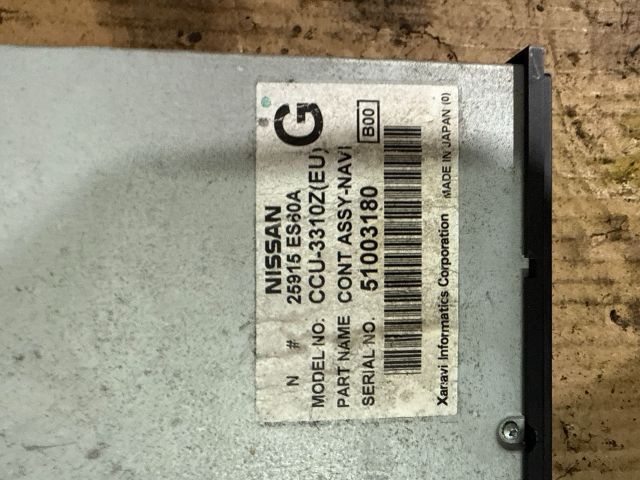 NISSAN
N # 25915 ES60A
G
MODEL NO. CCU-3310Z(EU)
PART NAME CONT ASSY-NAVI
B00
SERIAL NO. 51003180
Xanavi Informatics Corporation MADE IN JAPAN (0)